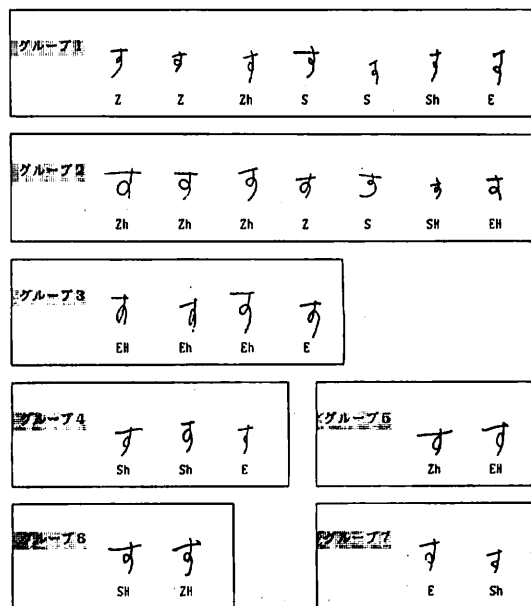 グループ1
す す す す す す す
Z Z Zh S S Sh E
グループ2
す す す す す す す
Zh Zh Zh Z S SH EH
グループ3
す す す す
EH Eh Eh E
グループ4
す す す
Sh Sh E
グループ5
す す
Zh EH
グループ6
す す
SH ZH
グループ7
す す
E Sh